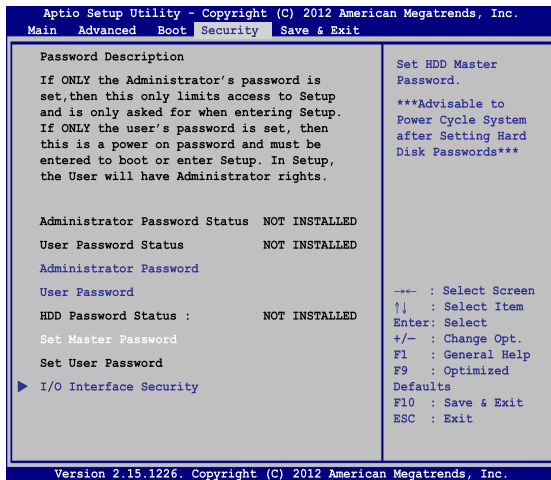 Aptio Setup Utility - Copyright (C) 2012 American Megatrends, Inc.
Main Advanced Boot Security Save & Exit
Password Description
If ONLY the Administrator's password is
set,then this only limits access to Setup
and is only asked for when entering Setup.
If ONLY the user's password is set, then
this is a power on password and must be
entered to boot or enter Setup. In Setup,
the User will have Administrator rights.
Administrator Password Status NOT INSTALLED
User Password Status NOT INSTALLED
Administrator Password
User Password
HDD Password Status : NOT INSTALLED
Set Master Password
Set User Password
I/O Interface Security
Set HDD Master
Password.
***Advisable to
Power Cycle System
after Setting Hard
Disk Passwords***
→← : Select Screen
↑↓ : Select Item
Enter: Select
+/— : Change Opt.
F1 : General Help
F9 : Optimized
Defaults
F10 : Save & Exit
ESC : Exit
Version 2.15.1226. Copyright (C) 2012 American Megatrends, Inc.